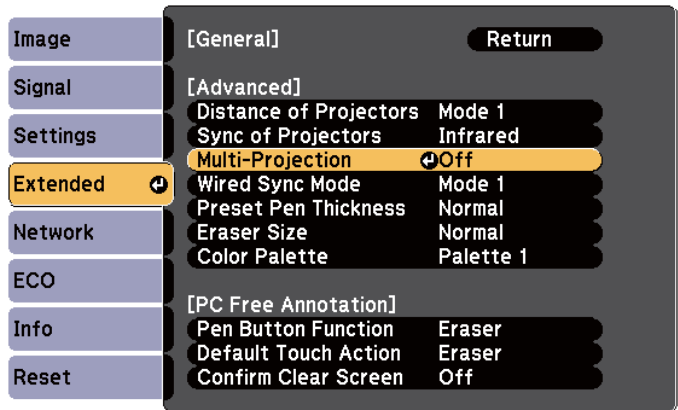 Image
Signal
Settings
Extended
Network
ECO
Info
Reset
[General] Return
[Advanced]
Distance of Projectors Mode 1
Sync of Projectors Infrared
Multi-Projection Off
Wired Sync Mode Mode 1
Preset Pen Thickness Normal
Eraser Size Normal
Color Palette Palette 1
[PC Free Annotation]
Pen Button Function Eraser
Default Touch Action Eraser
Confirm Clear Screen Off